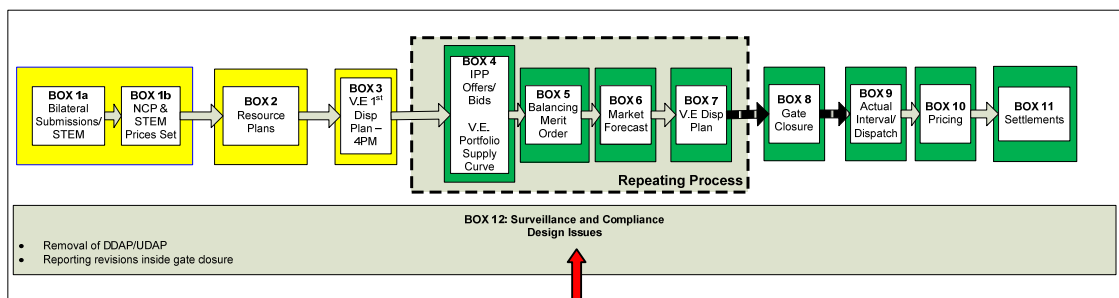 BOX 1a
Bilateral
Submissions/
STEM
BOX 1b
NCP &
STEM
Prices Set
BOX 2
Resource
Plans
BOX 3
V.E 1st
Disp
Plan –
4PM
BOX 4
IPP
Offers/
Bids
V.E.
Portfolio
Supply
Curve
BOX 5
Balancing
Merit
Order
BOX 6
Market
Forecast
BOX 7
V.E Disp
Plan
Repeating Process
BOX 8
Gate
Closure
BOX 9
Actual
Interval/
Dispatch
BOX 10
Pricing
BOX 11
Settlements
BOX 12: Surveillance and Compliance
Design Issues
• Removal of DDAP/UDAP
• Reporting revisions inside gate closure